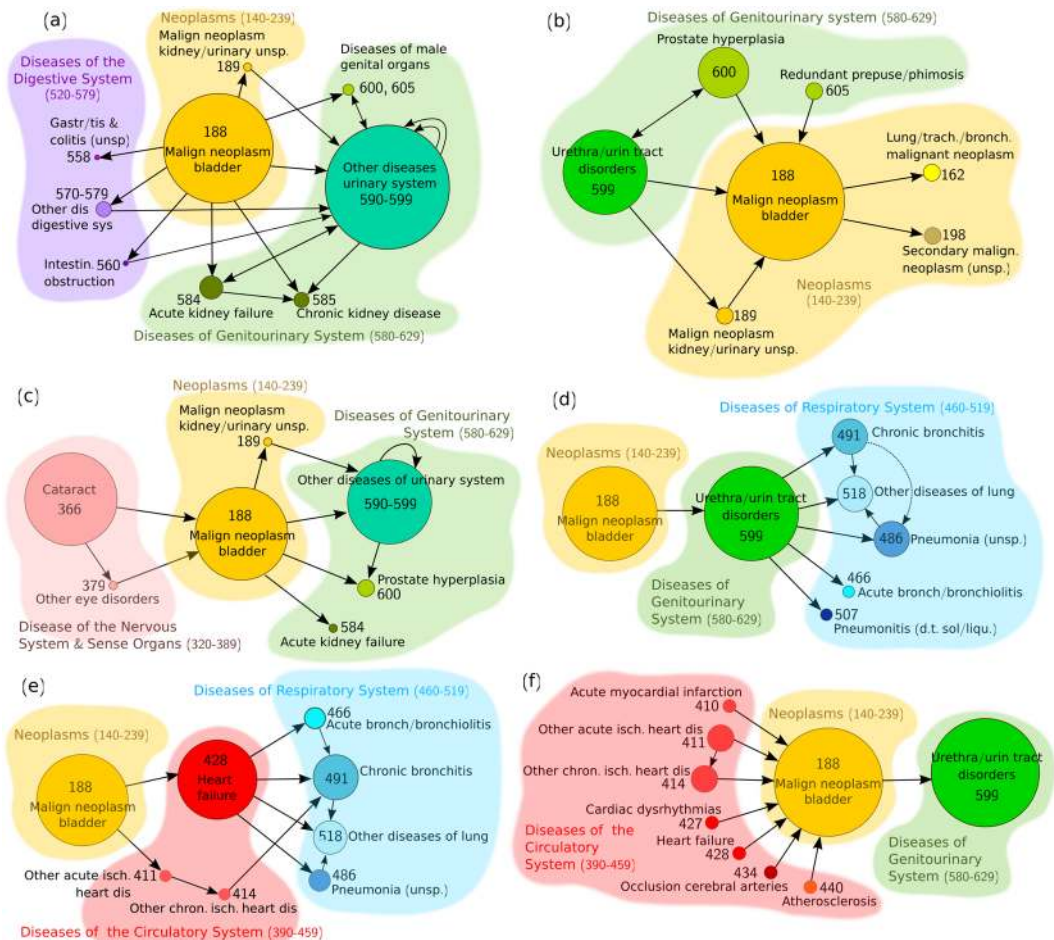 (a)
Neoplasms (140-239)
Malign neoplasm
kidney/urinary unsp.
189
Diseases of the
Digestive System
(520-579)
Diseases of male
genital organs
600, 605
Gastr/tis &
colitis (unsp)
558
188
Malign neoplasm
bladder
Other diseases
urinary system
590-599
570-579
Other dis
digestive sys
Intestin. 560
obstruction
584
Acute kidney failure
585
Chronic kidney disease
Diseases of Genitourinary System (580-629)
(b)
Diseases of Genitourinary system (580-629)
Prostate hyperplasia
600
Redundant prepuse/phimosis
605
Urethra/urin tract
disorders
599
188
Malign neoplasm
bladder
Lung/trach./bronch.
malignant neoplasm
162
198
Secondary malign.
neoplasm (unsp.)
Neoplasms
(140-239)
189
Malign neoplasm
kidney/urinary unsp.
(c)
Neoplasms (140-239)
Malign neoplasm
kidney/urinary unsp.
189
Diseases of Genitourinary
System (580-629)
Other diseases of urinary system
590-599
Cataract
366
188
Malign neoplasm
bladder
379
Other eye disorders
Prostate hyperplasia
600
584
Acute kidney failure
Disease of the Nervous
System & Sense Organs (320-389)
(d)
Diseases of Respiratory System (460-519)
Neoplasms
(140-239)
491
Chronic bronchitis
188
Malign neoplasm
bladder
Urethra/urin tract
disorders
599
518
Other diseases of lung
486
Pneumonia (unsp.)
466
Acute bronch/bronchiolitis
507
Pneumonitis (d.t. sol/liqu.)
Diseases of
Genitourinary
System (580-629)
(e)
Diseases of Respiratory System (460-519)
466
Acute bronch/bronchiolitis
Neoplasms
(140-239)
428
Heart
failure
188
Malign neoplasm
bladder
491
Chronic bronchitis
518
Other diseases of lung
486
Pneumonia (unsp.)
Other acute isch.
heart dis
411
414
Other chron. isch. heart dis
Diseases of the Circulatory System (390-459)
(f)
Acute myocardial infarction
410
Neoplasms (140-239)
Other acute isch. heart dis
411
Other chron. isch. heart dis
414
188
Malign neoplasm
bladder
Urethra/urin tract
disorders
599
Cardiac dysrhythmias
427
Heart failure
428
434
Occlusion cerebral arteries
440
Atherosclerosis
Diseases of the
Circulatory
System (390-459)
Diseases of
Genitourinary
System (580-629)